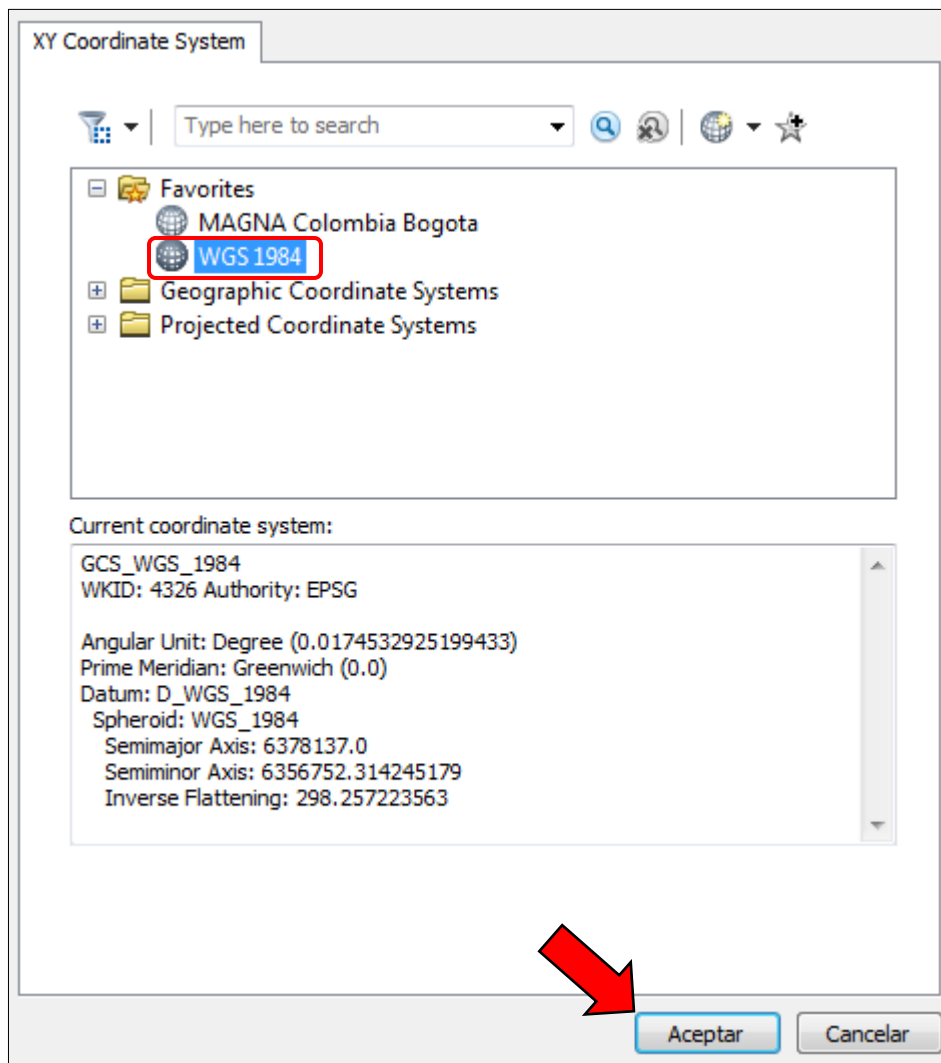 XY Coordinate System
Type here to search
Favorites
MAGNA Colombia Bogota
WGS 1984
Geographic Coordinate Systems
Projected Coordinate Systems
Current coordinate system:
GCS_WGS_1984
WKID: 4326 Authority: EPSG
Angular Unit: Degree (0.0174532925199433)
Prime Meridian: Greenwich (0.0)
Datum: D_WGS_1984
Spheroid: WGS_1984
Semimajor Axis: 6378137.0
Semiminor Axis: 6356752.314245179
Inverse Flattening: 298.257223563
Aceptar
Cancelar